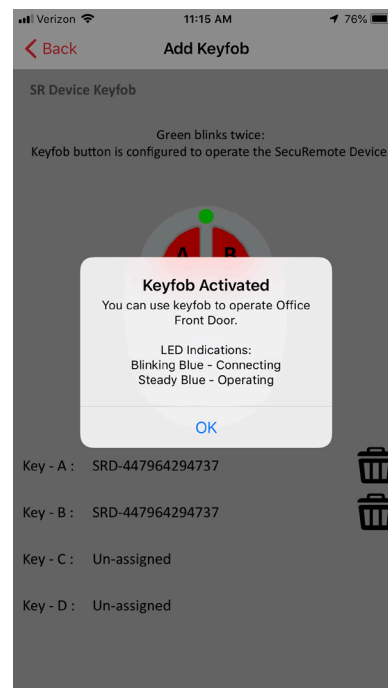 Verizon 11:15 AM 76%
Back Add Keyfob
SR Device Keyfob
Green blinks twice:
Keyfob button is configured to operate the SecuRemote Device
A B
Keyfob Activated
You can use keyfob to operate Office
Front Door.
LED Indications:
Blinking Blue - Connecting
Steady Blue - Operating
OK
Key - A : SRD-447964294737
Key - B : SRD-447964294737
Key - C : Un-assigned
Key - D : Un-assigned